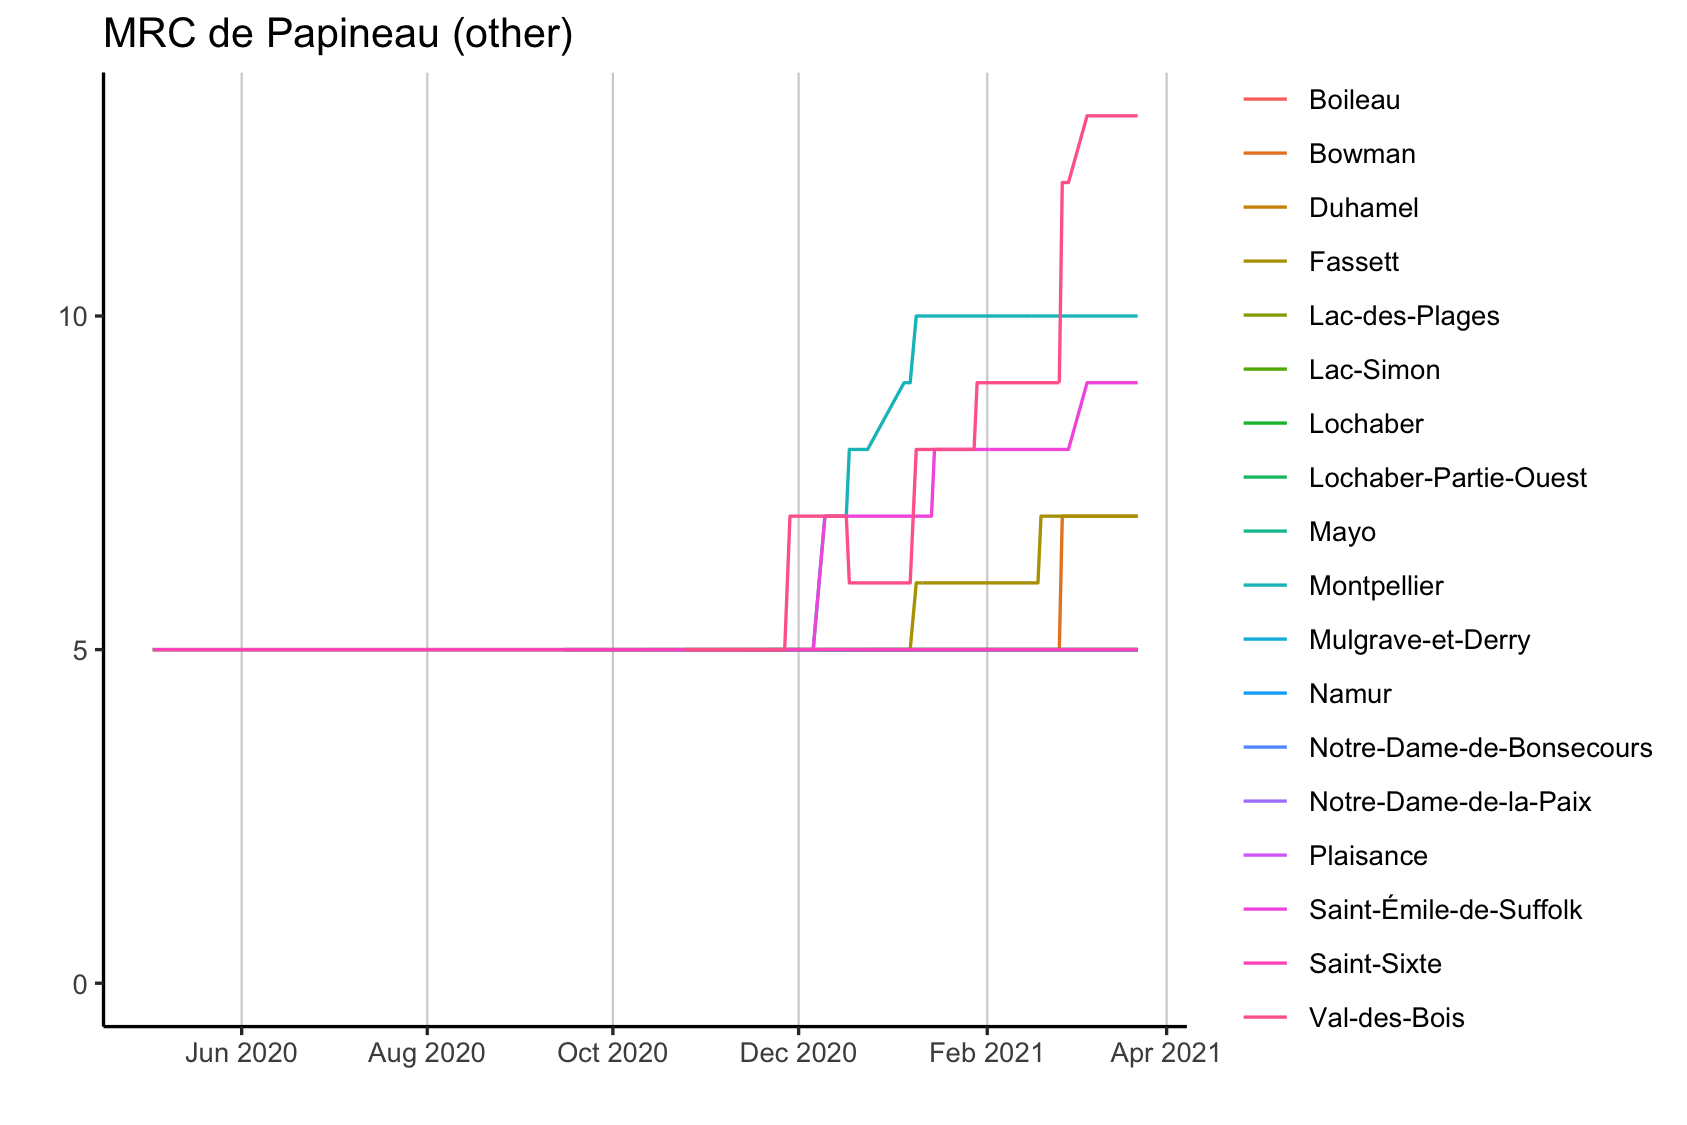 MRC de Papineau (other)
10
5
0
Jun 2020
Aug 2020
Oct 2020
Dec 2020
Feb 2021
Apr 2021
Boileau
Bowman
Duhamel
Fassett
Lac-des-Plages
Lac-Simon
Lochaber
Lochaber-Partie-Ouest
Mayo
Montpellier
Mulgrave-et-Derry
Namur
Notre-Dame-de-Bonsecours
Notre-Dame-de-la-Paix
Plaisance
Saint-Émile-de-Suffolk
Saint-Sixte
Val-des-Bois